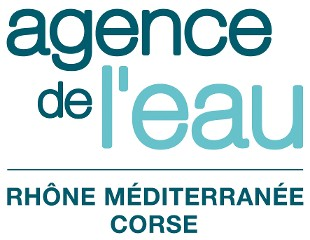 agence
de l'eau
RHÔNE MÉDITERRANÉE
CORSE